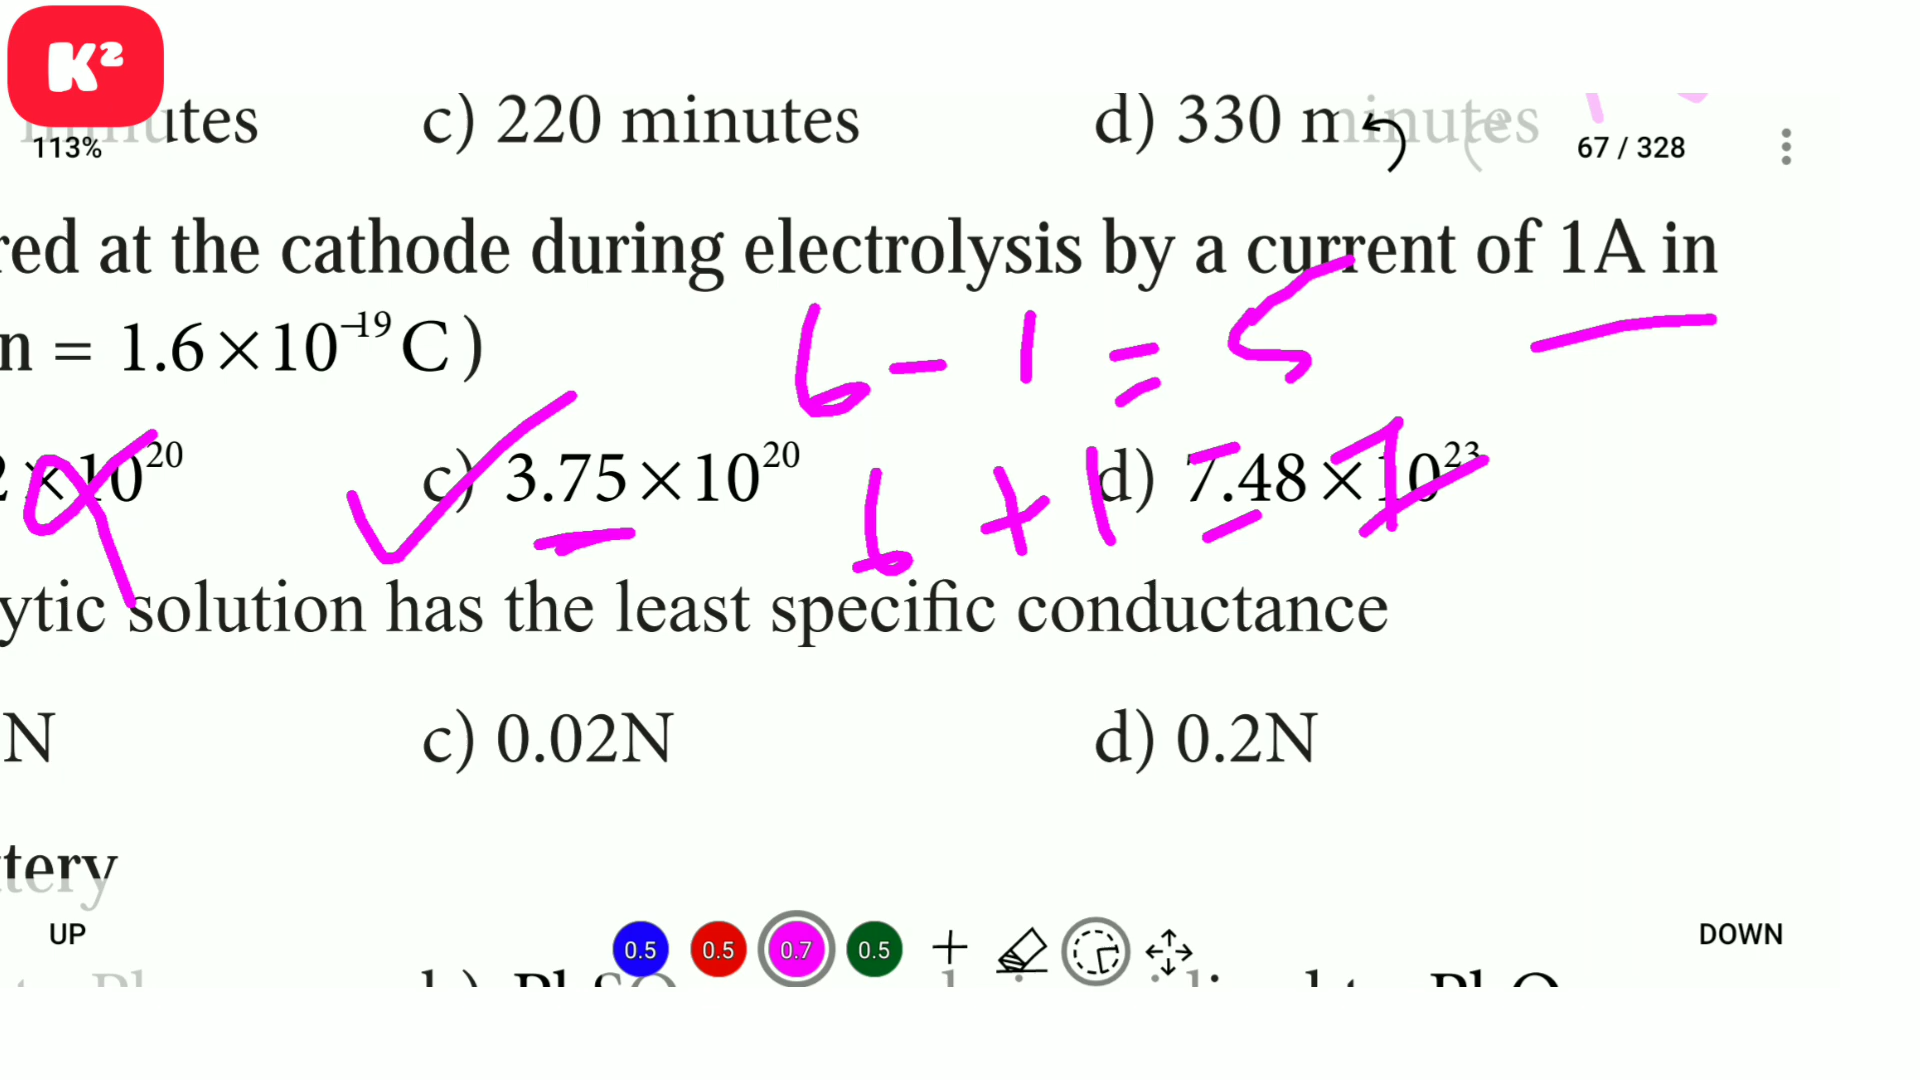 K²
utes c) 220 minutes d) 330 minutes
113% 67 / 328
red at the cathode during electrolysis by a current of 1A in
n = 1.6×10⁻¹⁹ C)
6 - 1 = 5
2×10²⁰ c) 3.75×10²⁰ d) 7.48×10²³
6 + 1 = 7
ytic solution has the least specific conductance
N c) 0.02N d) 0.2N
tery
UP DOWN
0.5 0.5 0.7 0.5